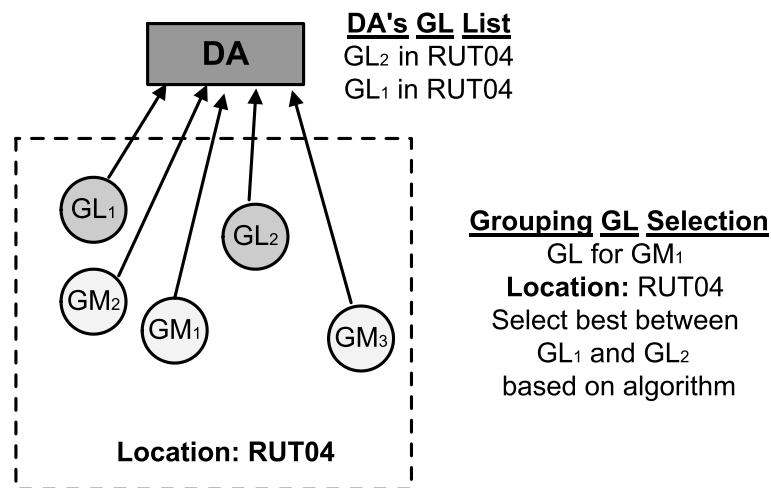 DA
DA's GL List
GL2 in RUT04
GL1 in RUT04
GL1
GL2
GM2
GM1
GM3
Location: RUT04
Grouping GL Selection
GL for GM1
Location: RUT04
Select best between
GL1 and GL2
based on algorithm